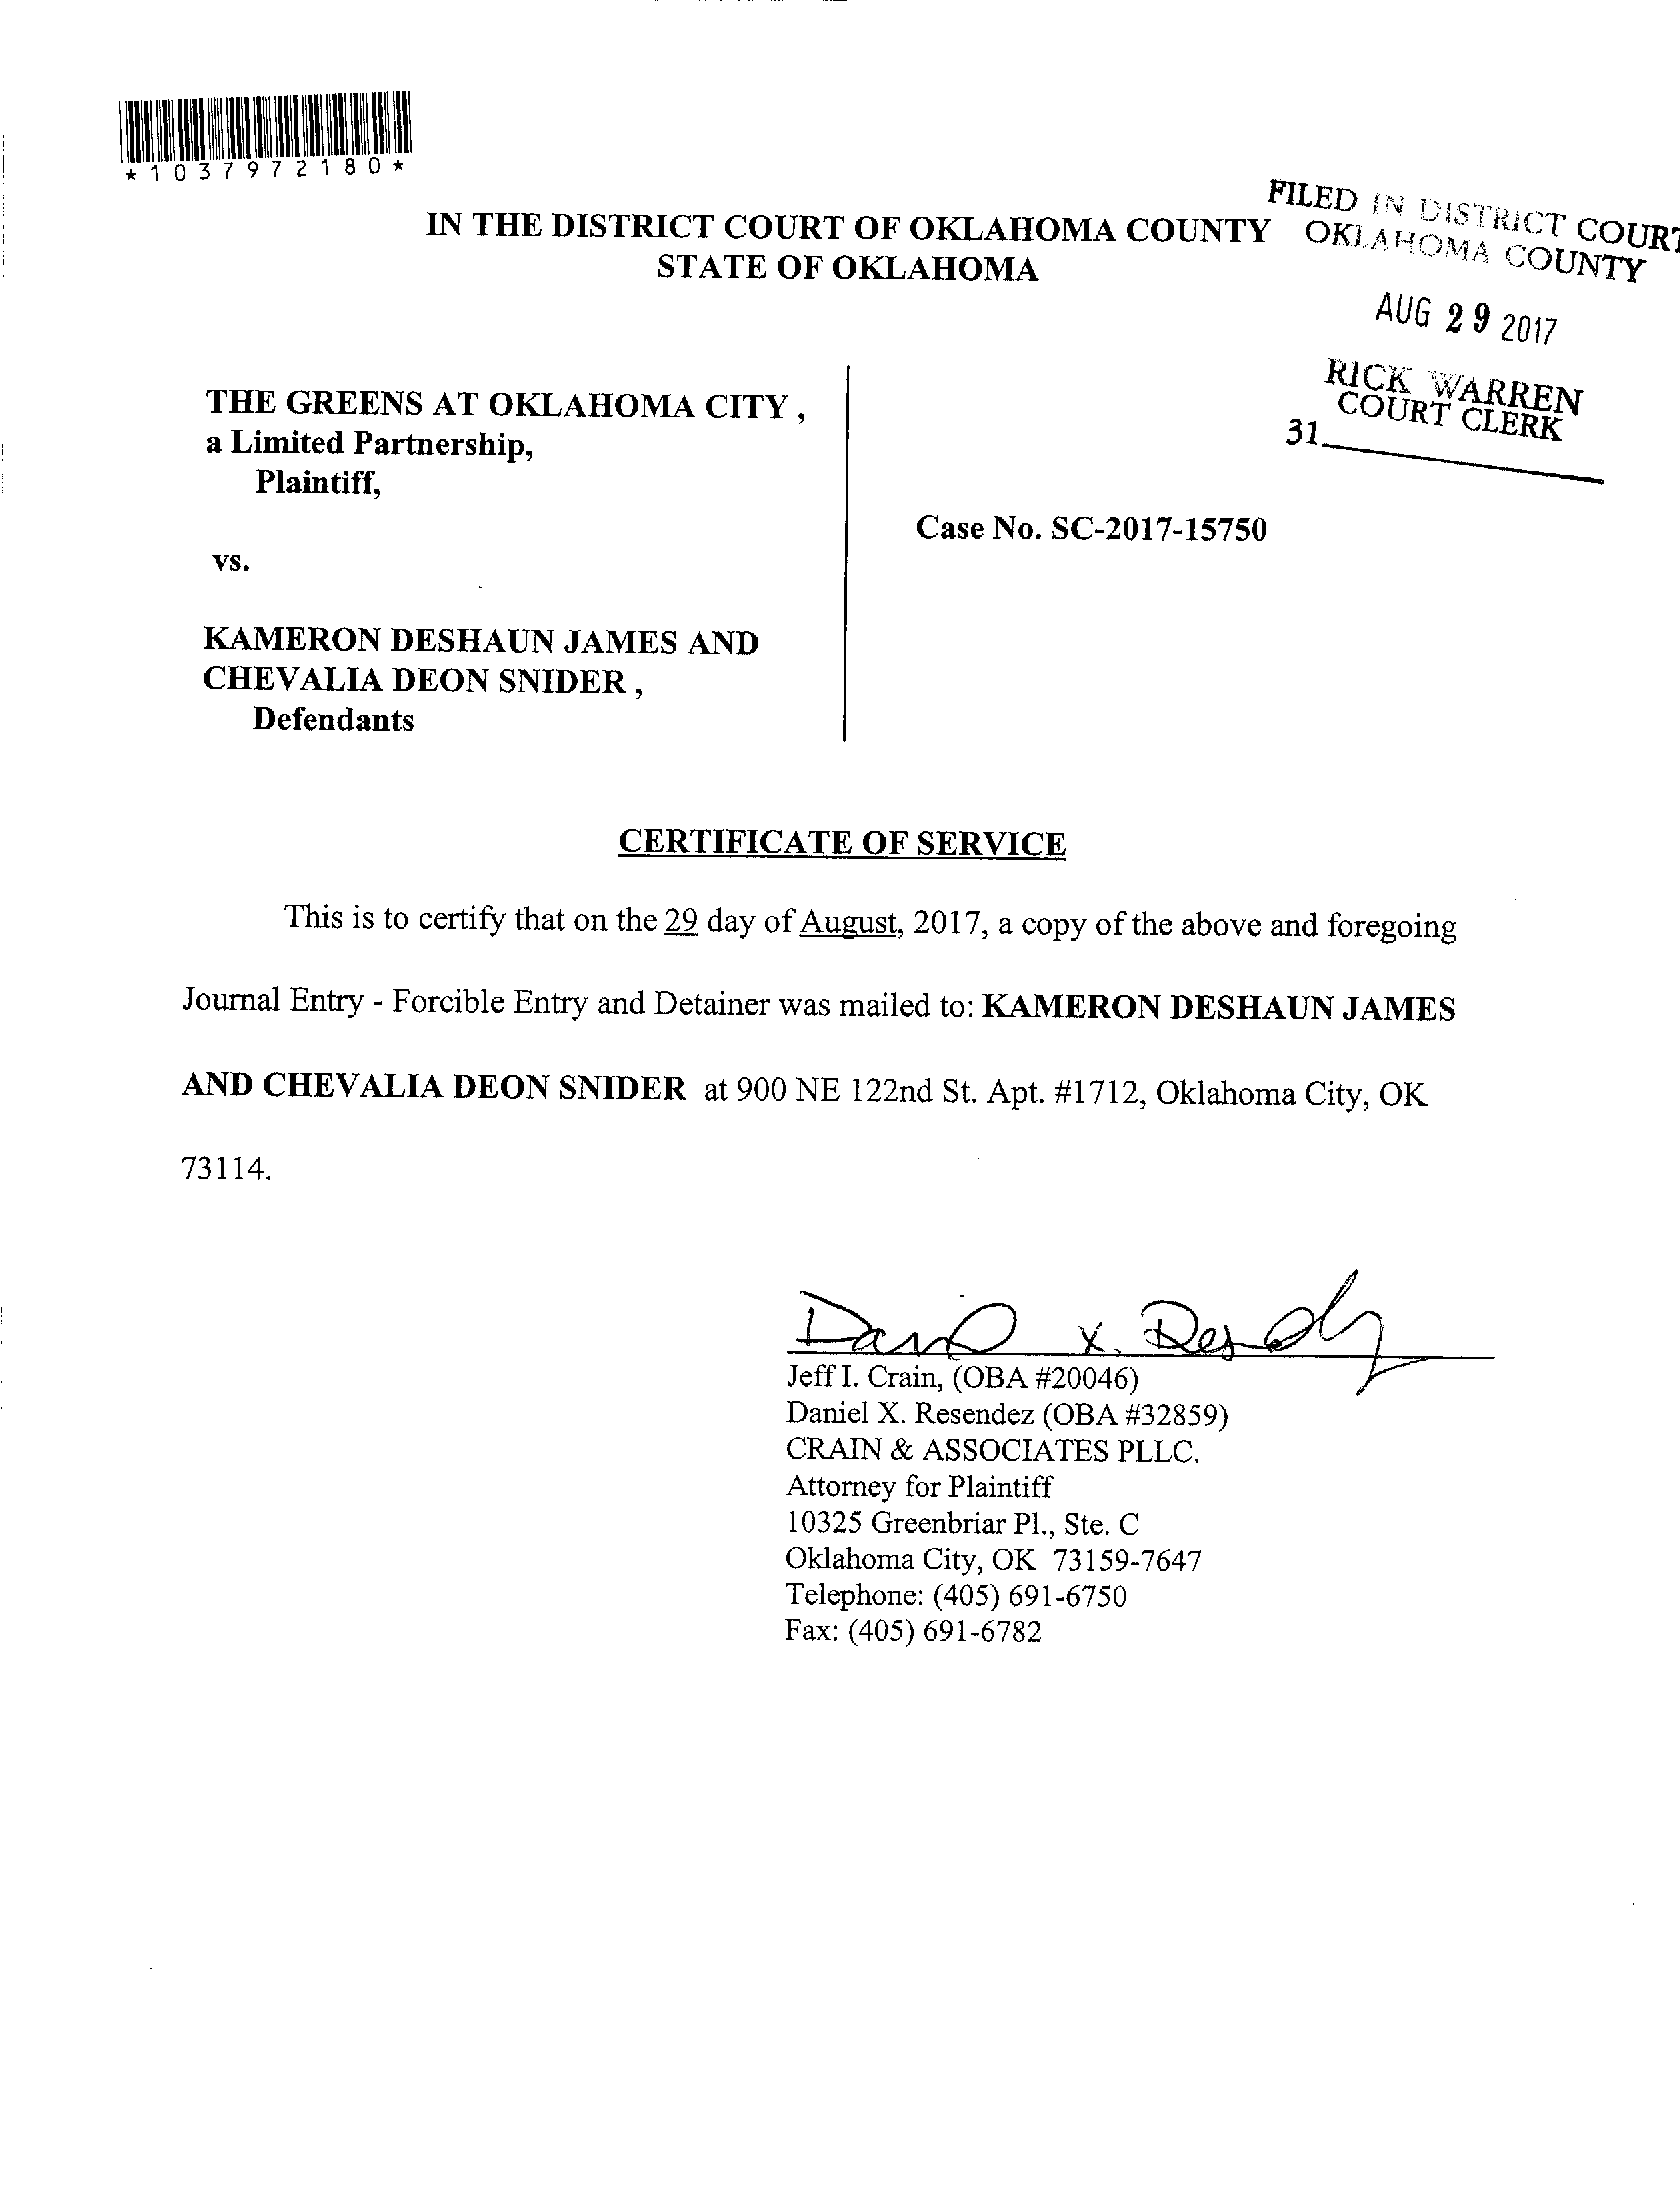 *1037972180*
FILED IN DISTRICT COURT
OKLAHOMA COUNTY
IN THE DISTRICT COURT OF OKLAHOMA COUNTY
STATE OF OKLAHOMA
AUG 29 2017
RICK WARREN
COURT CLERK
31
THE GREENS AT OKLAHOMA CITY ,
a Limited Partnership,
Plaintiff,
Case No. SC-2017-15750
vs.
KAMERON DESHAUN JAMES AND
CHEVALIA DEON SNIDER ,
Defendants
CERTIFICATE OF SERVICE
This is to certify that on the 29 day of August, 2017, a copy of the above and foregoing
Journal Entry - Forcible Entry and Detainer was mailed to: KAMERON DESHAUN JAMES
AND CHEVALIA DEON SNIDER at 900 NE 122nd St. Apt. #1712, Oklahoma City, OK
73114.
Daniel X. Resendez
Jeff I. Crain, (OBA #20046)
Daniel X. Resendez (OBA #32859)
CRAIN & ASSOCIATES PLLC.
Attorney for Plaintiff
10325 Greenbriar Pl., Ste. C
Oklahoma City, OK 73159-7647
Telephone: (405) 691-6750
Fax: (405) 691-6782